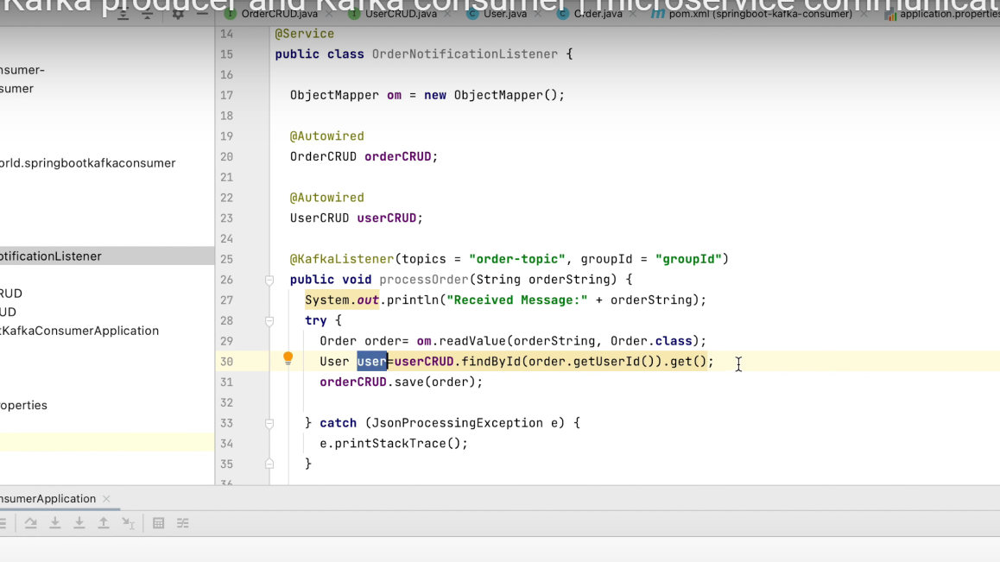 Kafka producer and Kafka consumer | microservice communicat
OrderCRUD.java UserCRUD.java User.java Order.java pom.xml (springboot-kafka-consumer) application.properties
nsumer-
sumer
orld.springbootkafkaconsumer
otificationListener
RUD
UD
tKafkaConsumerApplication
operties
14 @Service
15 public class OrderNotificationListener {
16
17 ObjectMapper om = new ObjectMapper();
18
19 @Autowired
20 OrderCRUD orderCRUD;
21
22 @Autowired
23 UserCRUD userCRUD;
24
25 @KafkaListener(topics = "order-topic", groupId = "groupId")
26 public void processOrder(String orderString) {
27 System.out.println("Received Message:" + orderString);
28 try {
29 Order order= om.readValue(orderString, Order.class);
30 User user=userCRUD.findById(order.getUserId()).get();
31 orderCRUD.save(order);
32
33 } catch (JsonProcessingException e) {
34 e.printStackTrace();
35 }
36
nsumerApplication